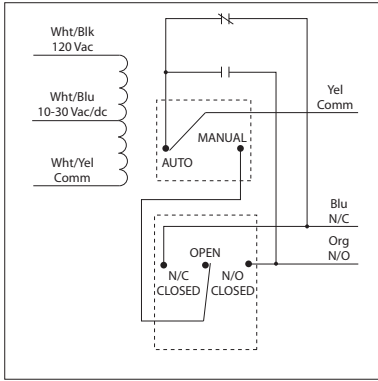 Wht/Blk
120 Vac
Wht/Blu
10-30 Vac/dc
Wht/Yel
Comm
Yel
Comm
MANUAL
AUTO
Blu
N/C
Org
N/O
OPEN
N/C
CLOSED
N/O
CLOSED